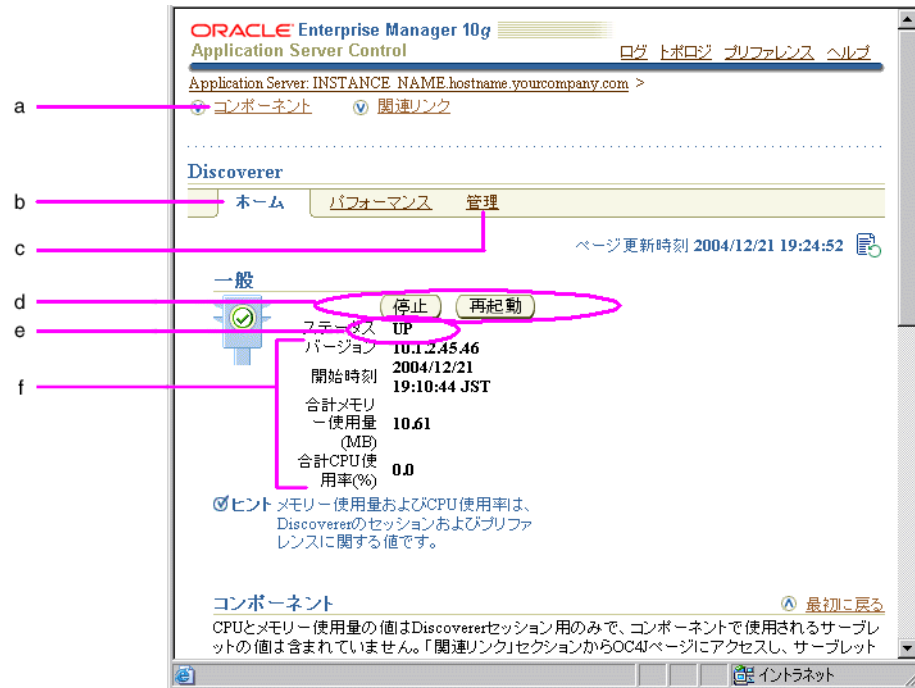 ORACLE Enterprise Manager 10g
Application Server Control
ログ トポロジ プリファレンス ヘルプ
Application Server: INSTANCE_NAME.hostname.yourcompany.com >
a
コンポーネント 関連リンク
Discoverer
b
ホーム パフォーマンス 管理
c
ページ更新時刻 2004/12/21 19:24:52
一般
d
停止 再起動
e
ステータス UP
バージョン 10.1.2.45.46
開始時刻 2004/12/21
19:10:44 JST
f
合計メモリ
ー使用量
(MB) 10.61
合計CPU使
用率(%) 0.0
ヒント メモリー使用量およびCPU使用率は、
Discovererのセッションおよびプリファ
レンスに関する値です。
コンポーネント 最初に戻る
CPUとメモリー使用量の値はDiscovererセッション用のみで、コンポーネントで使用されるサーブレ
ットの値は含まれていません。「関連リンク」セクションからOC4Jページにアクセスし、サーブレット
イントラネット